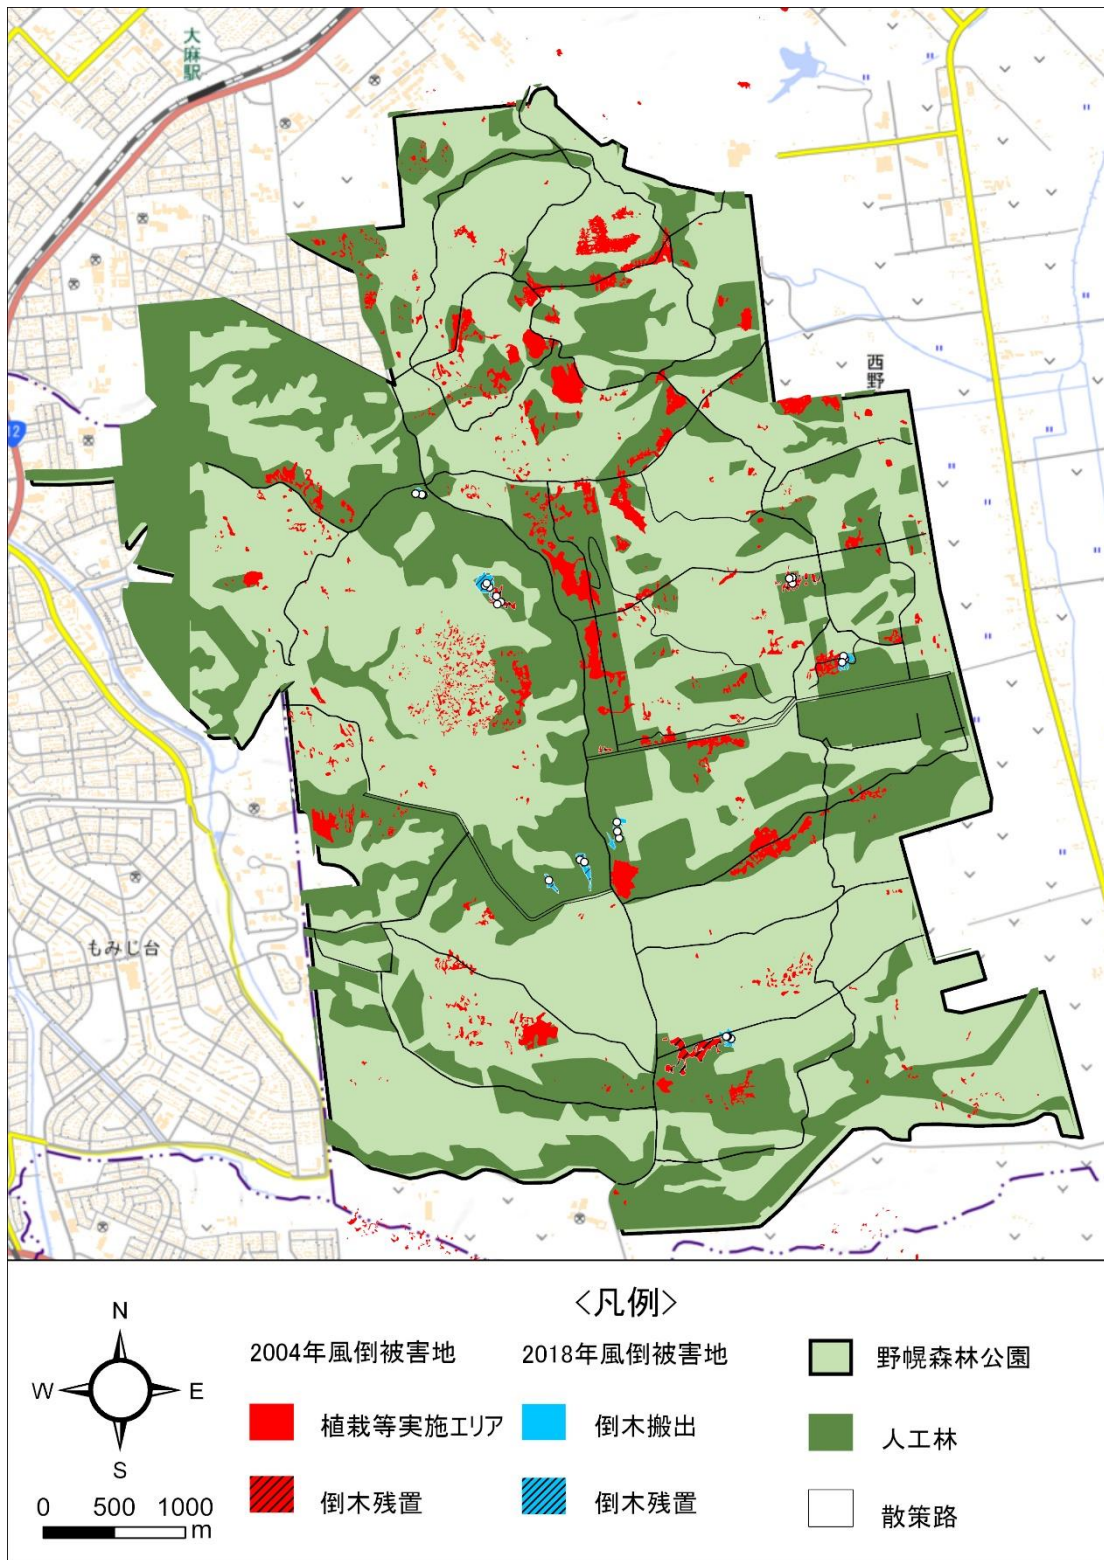 大麻駅
西野
12
もみじ台
<凡例>
N
W E
S
0 500 1000
m
2004年風倒被害地
植栽等実施エリア
倒木残置
2018年風倒被害地
倒木搬出
倒木残置
野幌森林公園
人工林
散策路